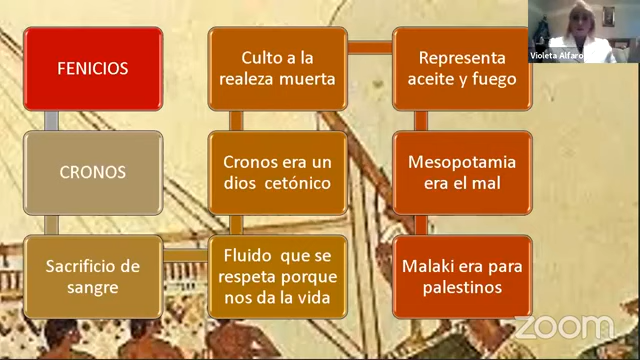 FENICIOS
CRONOS
Sacrificio de
sangre
Fluido que se
respeta porque
nos da la vida
Cronos era un
dios cetónico
Culto a la
realeza muerta
Representa
aceite y fuego
Mesopotamia
era el mal
Malaki era para
palestinos
Violeta Alfaro
zoom